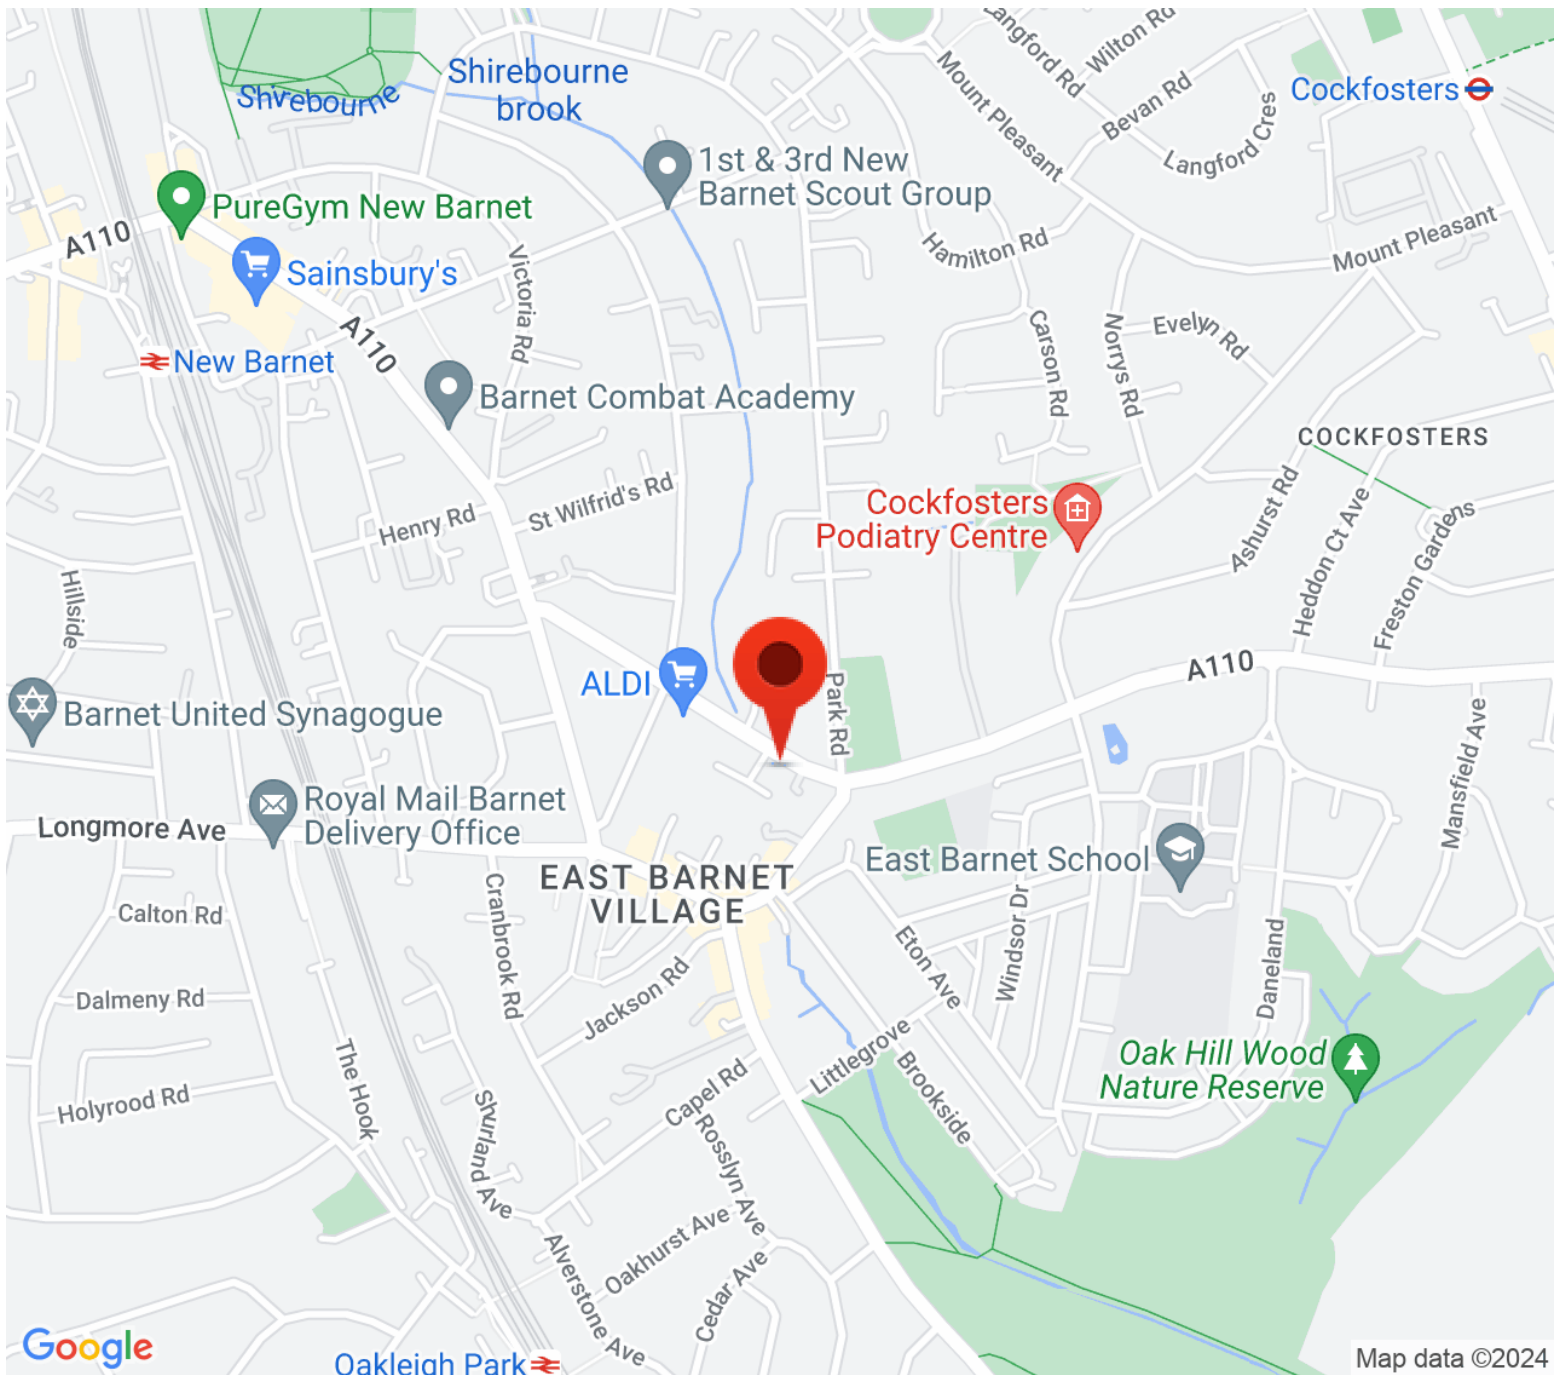 Langford Rd
Wilton Rd
Shirebourne
brook
Shirebourne
Mount Pleasant
Bevan Rd
Cockfosters
Langford Cres
1st & 3rd New
Barnet Scout Group
PureGym New Barnet
A110
Hamilton Rd
Mount Pleasant
Sainsbury's
Victoria Rd
A110
Carson Rd
Norrys Rd
Evelyn Rd
New Barnet
Barnet Combat Academy
COCKFOSTERS
St Wilfrid's Rd
Henry Rd
Cockfosters
Podiatry Centre
Ashurst Rd
Heddon Ct Ave
Freston Gardens
Hillside
A110
ALDI
Park Rd
Barnet United Synagogue
Mansfield Ave
Royal Mail Barnet
Delivery Office
Longmore Ave
East Barnet School
EAST BARNET
VILLAGE
Calton Rd
Cranbrook Rd
Windsor Dr
Eton Ave
Daneland
Dalmeny Rd
Jackson Rd
The Hook
Littlegrove
Brookside
Oak Hill Wood
Nature Reserve
Holyrood Rd
Shurland Ave
Capel Rd
Rosslyn Ave
Oakhurst Ave
Alverstone Ave
Cedar Ave
Google
Oakleigh Park
Map data ©2024